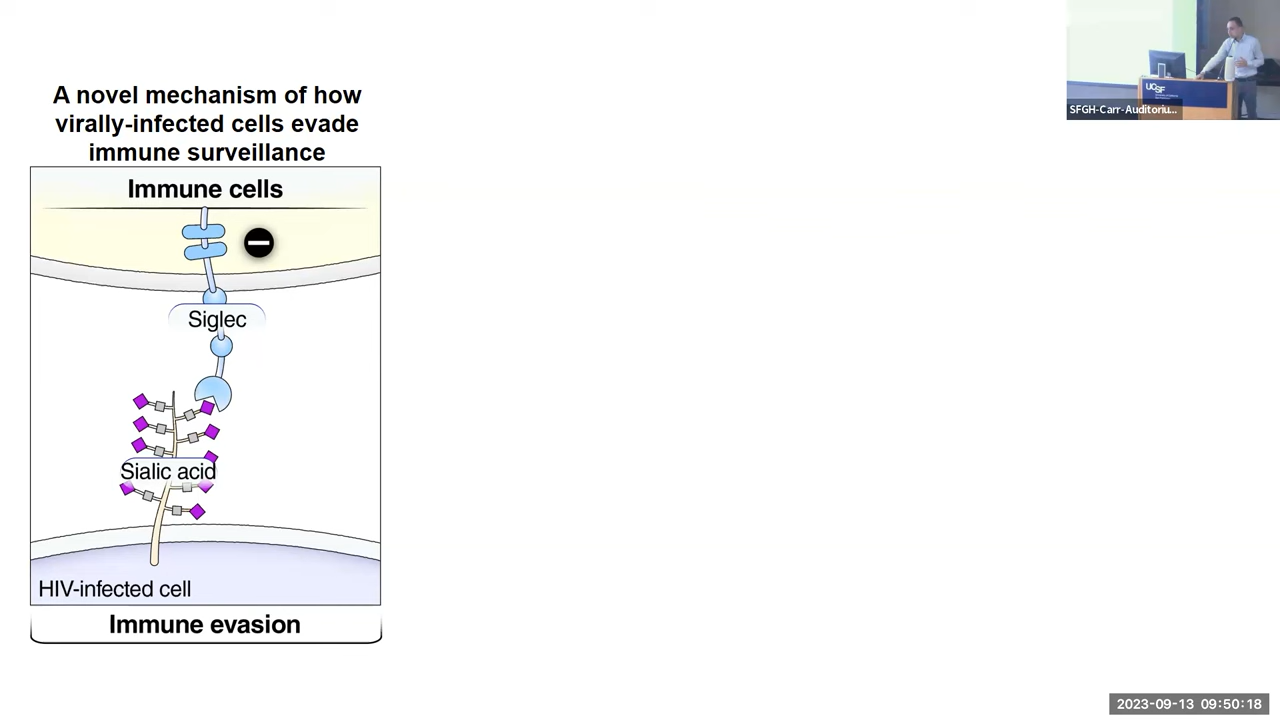 A novel mechanism of how
virally-infected cells evade
immune surveillance
Immune cells
Siglec
Sialic acid
HIV-infected cell
Immune evasion
UCSF
SFGH-Carr-Auditoriu...
2023-09-13 09:50:18